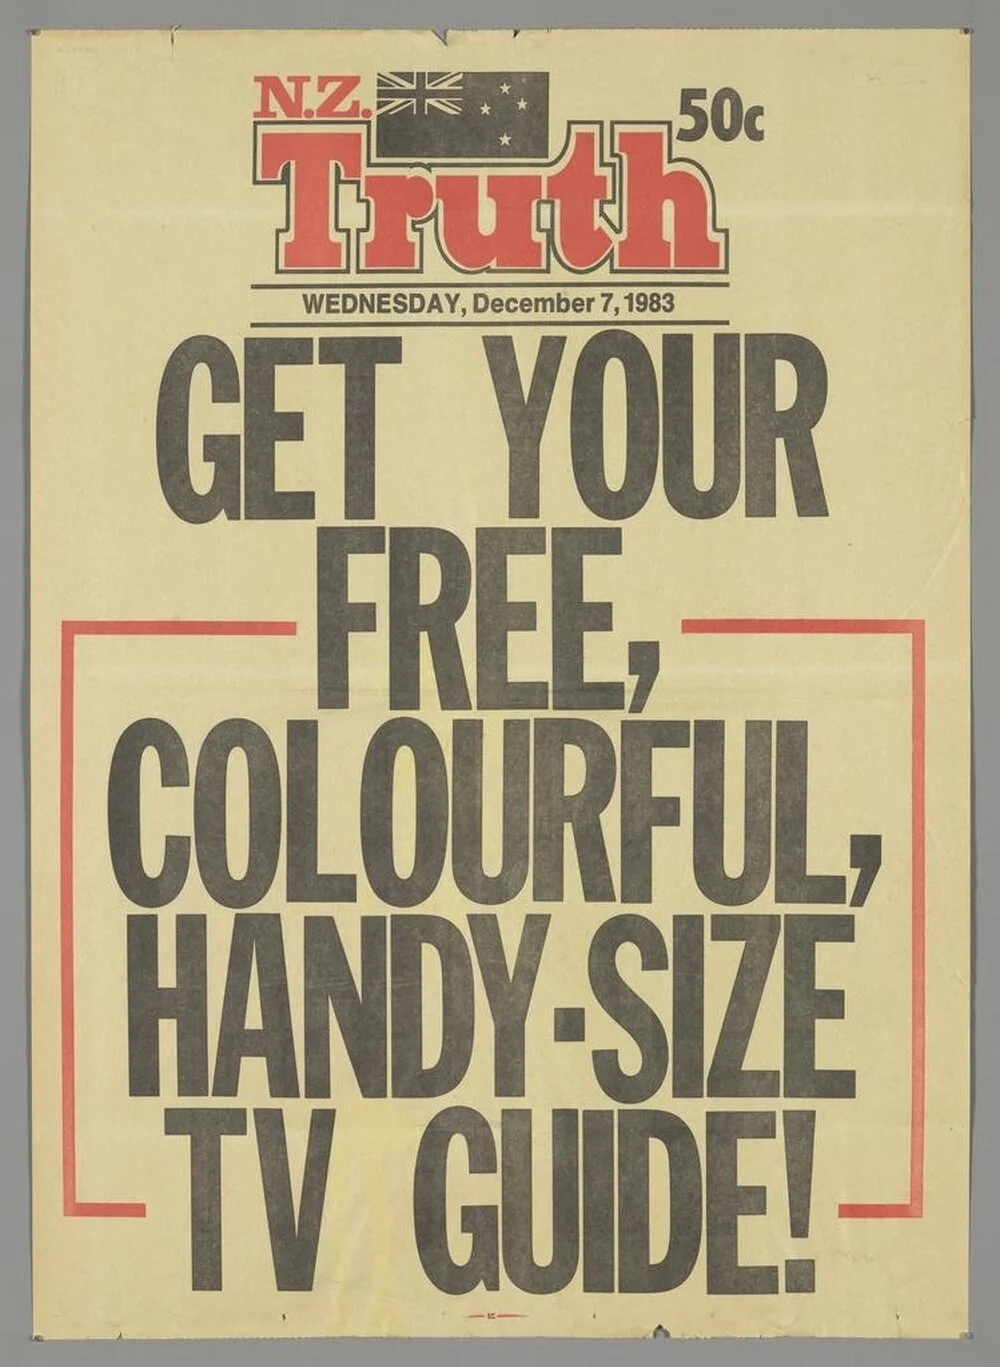 N.Z.
Truth
50c
WEDNESDAY, December 7, 1983
GET YOUR
FREE,
COLOURFUL,
HANDY-SIZE
TV GUIDE!